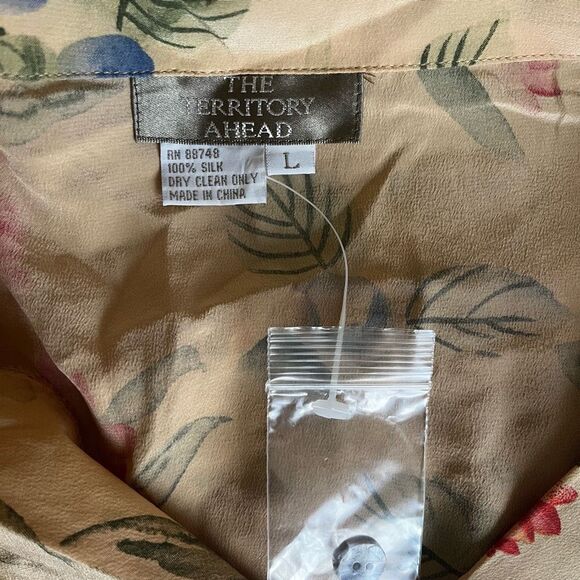 THE
TERRITORY
AHEAD
RN 88748
100% SILK
DRY CLEAN ONLY
MADE IN CHINA
L